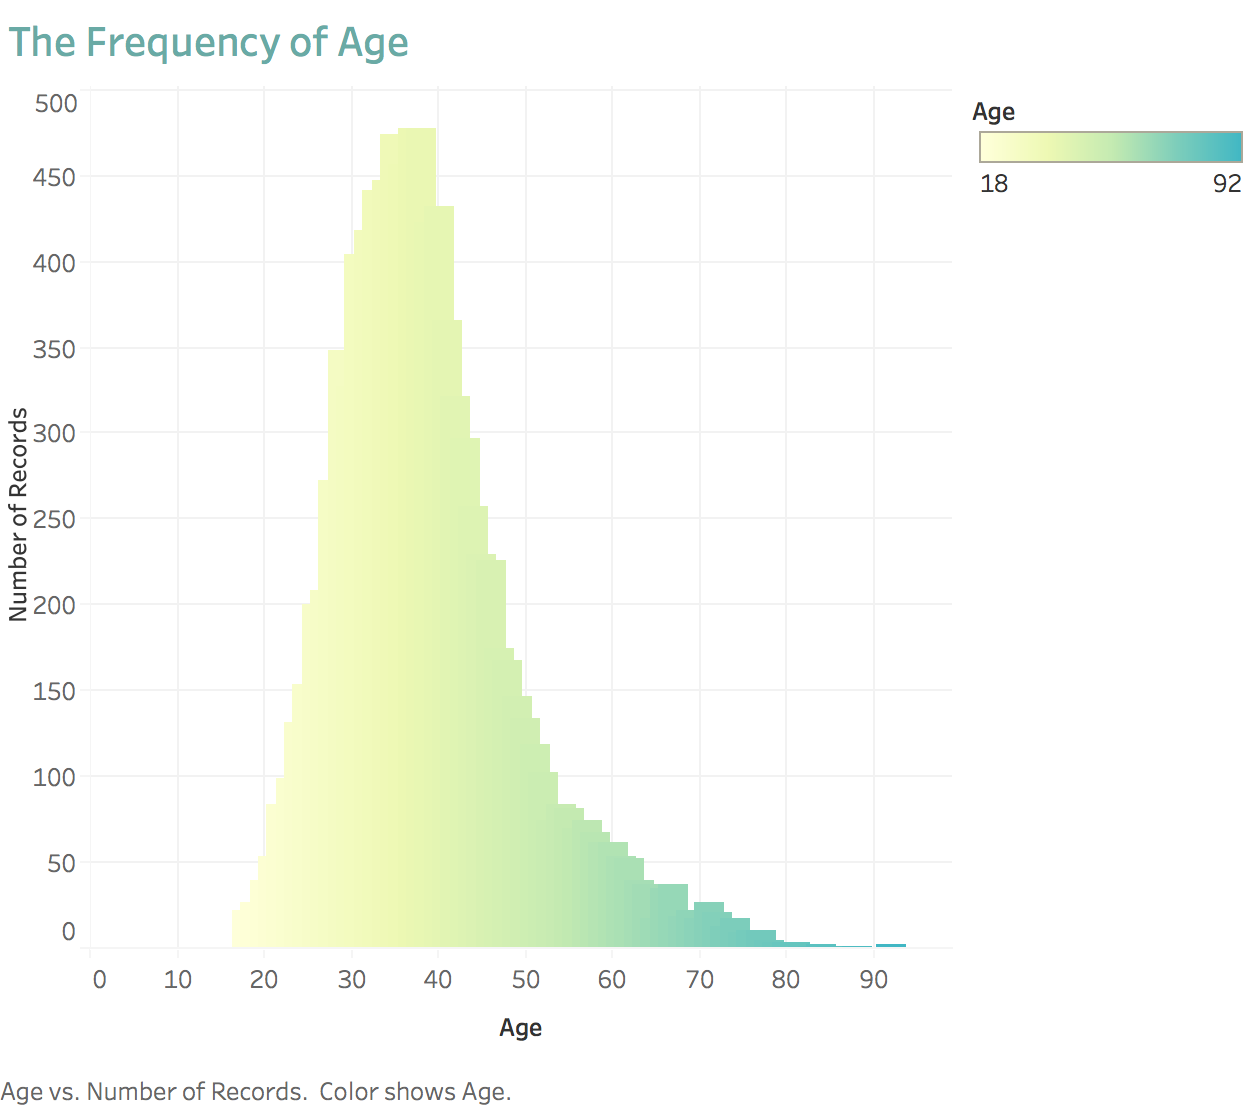 The Frequency of Age
500
450
400
350
300
250
200
150
100
50
0
Number of Records
0 10 20 30 40 50 60 70 80 90
Age
Age
18 92
Age vs. Number of Records. Color shows Age.